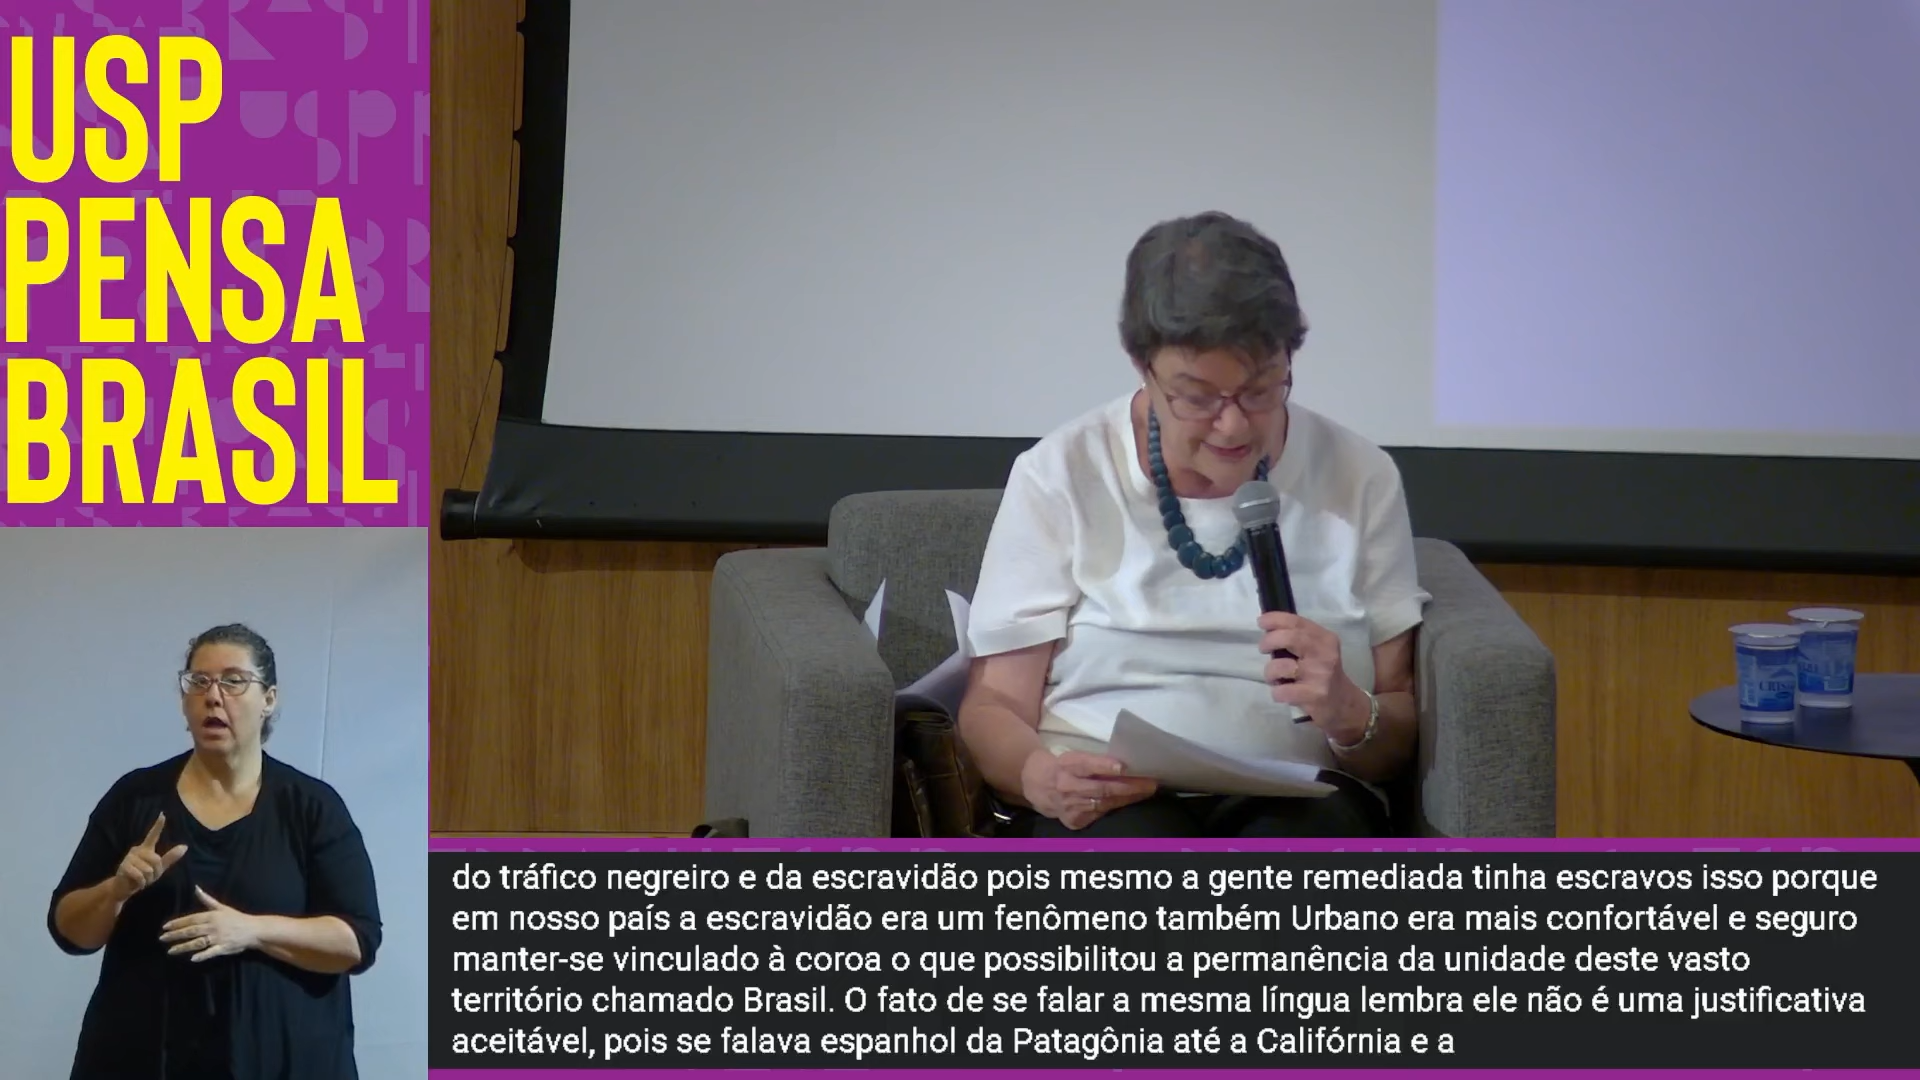 USP
PENSA
BRASIL
do tráfico negreiro e da escravidão pois mesmo a gente remediada tinha escravos isso porque
em nosso país a escravidão era um fenômeno também Urbano era mais confortável e seguro
manter-se vinculado à coroa o que possibilitou a permanência da unidade deste vasto
território chamado Brasil. O fato de se falar a mesma língua lembra ele não é uma justificativa
aceitável, pois se falava espanhol da Patagônia até a Califórnia e a